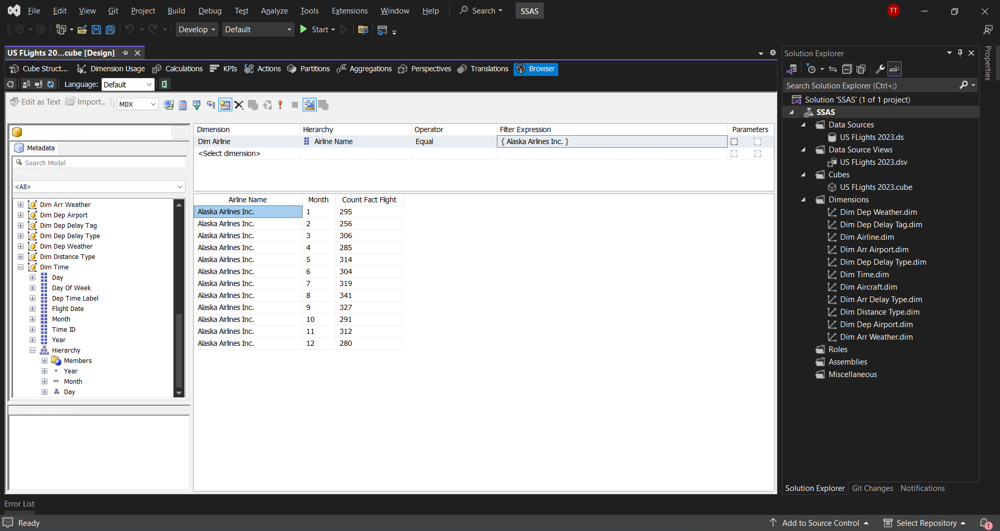 File Edit View Git Project Build Debug Test Analyze Tools Extensions Window Help Search SSAS TT
Develop Default Start
US FLights 20...cube [Design]
Cube Struct... Dimension Usage Calculations KPIs Actions Partitions Aggregations Perspectives Translations Browser
Language: Default
Edit as Text Import... MDX
Metadata
Search Model
Measure Group:
<All>
Dim Arr Weather
Dim Dep Airport
Dim Dep Delay Tag
Dim Dep Delay Type
Dim Dep Weather
Dim Distance Type
Dim Time
Day
Day Of Week
Dep Time Label
Flight Date
Month
Time ID
Year
Hierarchy
Members
Year
Month
Day
Calculated Members
Dimension Hierarchy Operator Filter Expression Parameters
Dim Airline Airline Name Equal { Alaska Airlines Inc. }
<Select dimension>
Airline Name Month Count Fact Flight
Alaska Airlines Inc. 1 295
Alaska Airlines Inc. 2 256
Alaska Airlines Inc. 3 306
Alaska Airlines Inc. 4 285
Alaska Airlines Inc. 5 314
Alaska Airlines Inc. 6 304
Alaska Airlines Inc. 7 319
Alaska Airlines Inc. 8 341
Alaska Airlines Inc. 9 327
Alaska Airlines Inc. 10 291
Alaska Airlines Inc. 11 312
Alaska Airlines Inc. 12 280
Solution Explorer
Search Solution Explorer (Ctrl+;)
Solution 'SSAS' (1 of 1 project)
SSAS
Data Sources
US FLights 2023.ds
Data Source Views
US FLights 2023.dsv
Cubes
US FLights 2023.cube
Dimensions
Dim Dep Weather.dim
Dim Dep Delay Tag.dim
Dim Airline.dim
Dim Arr Airport.dim
Dim Dep Delay Type.dim
Dim Time.dim
Dim Aircraft.dim
Dim Arr Delay Type.dim
Dim Distance Type.dim
Dim Dep Airport.dim
Dim Arr Weather.dim
Roles
Assemblies
Miscellaneous
Solution Explorer Git Changes Notifications
Properties
Error List
Ready Add to Source Control Select Repository 1